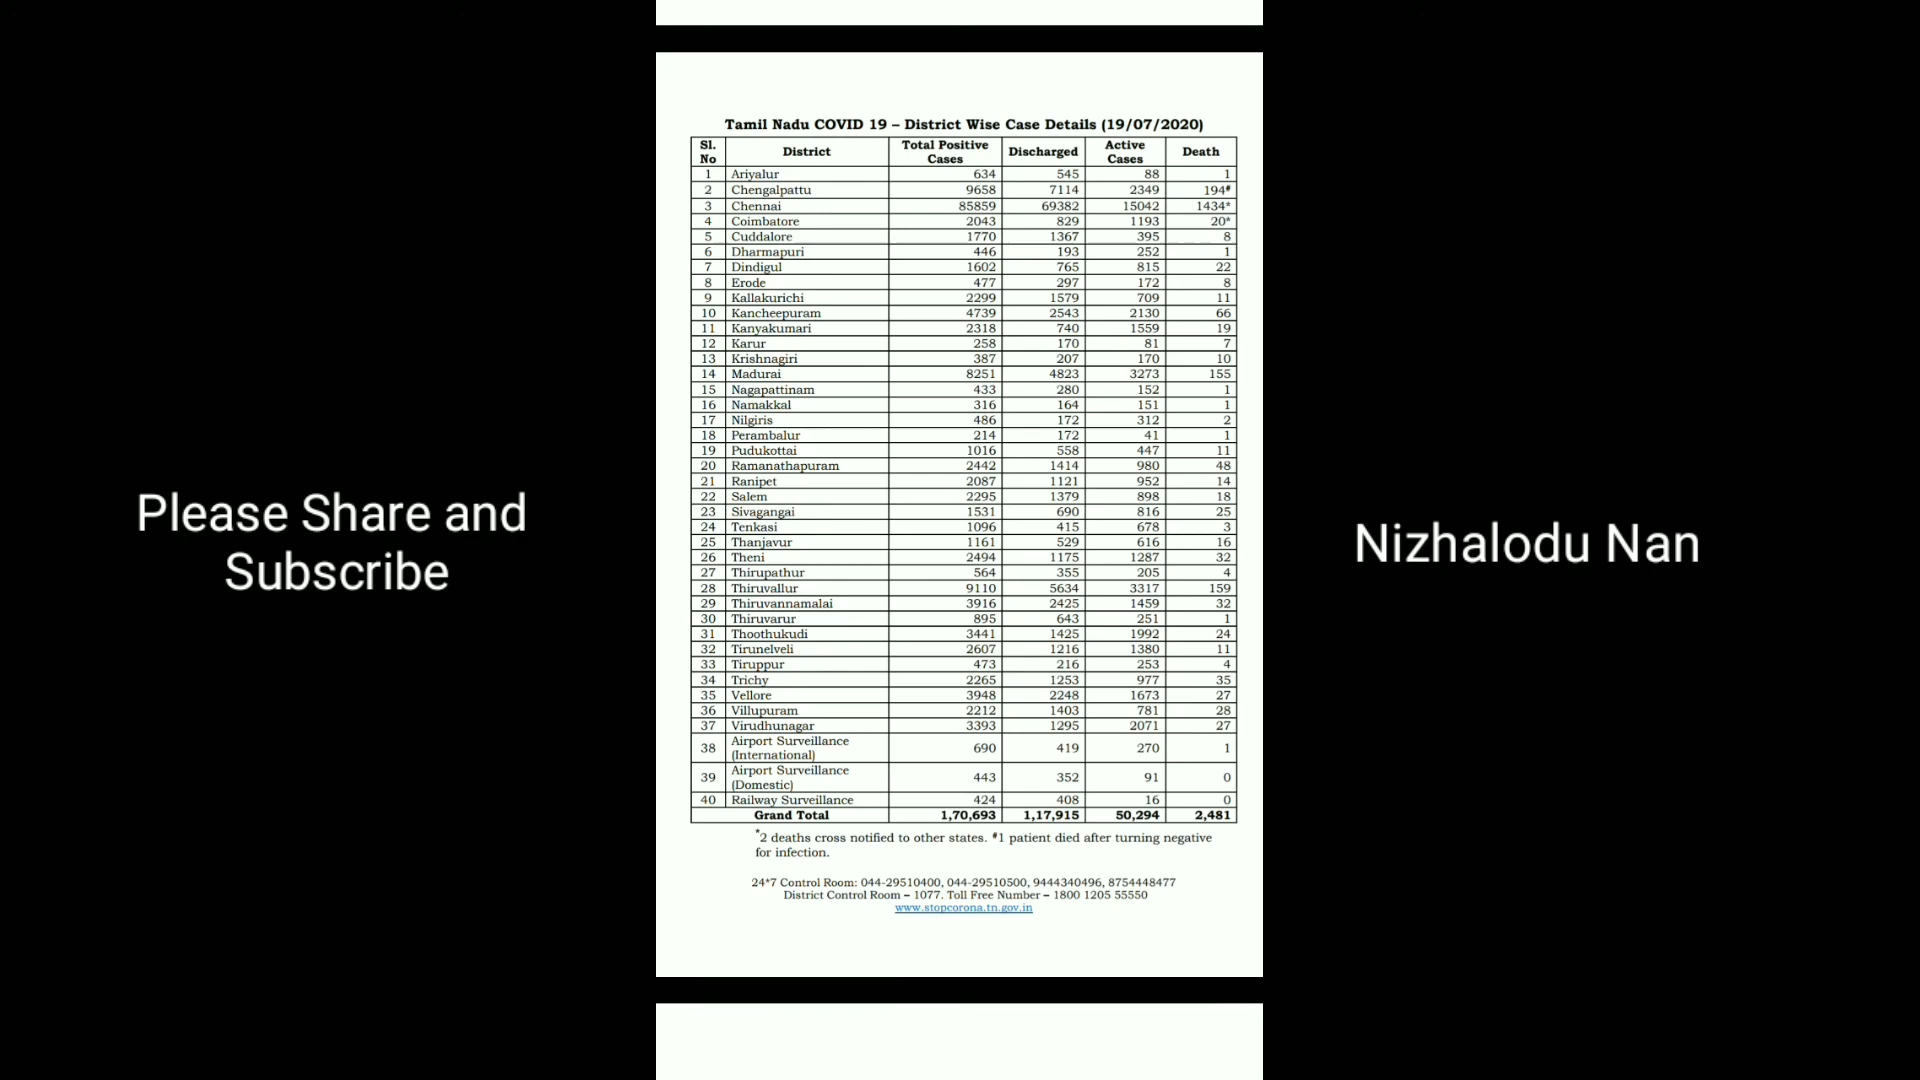 Please Share and
Subscribe
Tamil Nadu COVID 19 – District Wise Case Details (19/07/2020)
Sl. No District Total Positive Cases Discharged Active Cases Death
1 Ariyalur 634 545 88 1
2 Chengalpattu 9658 7114 2349 194#
3 Chennai 85859 69382 15042 1434*
4 Coimbatore 2043 829 1193 20*
5 Cuddalore 1770 1367 395 8
6 Dharmapuri 446 193 252 1
7 Dindigul 1602 765 815 22
8 Erode 477 297 172 8
9 Kallakurichi 2299 1579 709 11
10 Kancheepuram 4739 2543 2130 66
11 Kanyakumari 2318 740 1559 19
12 Karur 258 170 81 7
13 Krishnagiri 387 207 170 10
14 Madurai 8251 4823 3273 155
15 Nagapattinam 433 280 152 1
16 Namakkal 316 164 151 1
17 Nilgiris 486 172 312 2
18 Perambalur 214 172 41 1
19 Pudukottai 1016 558 447 11
20 Ramanathapuram 2442 1414 980 48
21 Ranipet 2087 1121 952 14
22 Salem 2295 1379 898 18
23 Sivagangai 1531 690 816 25
24 Tenkasi 1096 415 678 3
25 Thanjavur 1161 529 616 16
26 Theni 2494 1175 1287 32
27 Thirupathur 564 355 205 4
28 Thiruvallur 9110 5634 3317 159
29 Thiruvannamalai 3916 2425 1459 32
30 Thiruvarur 895 643 251 1
31 Thoothukudi 3441 1425 1992 24
32 Tirunelveli 2607 1216 1380 11
33 Tiruppur 473 216 253 4
34 Trichy 2265 1253 977 35
35 Vellore 3948 2248 1673 27
36 Villupuram 2212 1403 781 28
37 Virudhunagar 3393 1295 2071 27
38 Airport Surveillance (International) 690 419 270 1
39 Airport Surveillance (Domestic) 443 352 91 0
40 Railway Surveillance 424 408 16 0
Grand Total 1,70,693 1,17,915 50,294 2,481
*2 deaths cross notified to other states. #1 patient died after turning negative
for infection.
24*7 Control Room: 044-29510400, 044-29510500, 9444340496, 8754448477
District Control Room – 1077. Toll Free Number – 1800 1205 55550
www.stopcorona.tn.gov.in
Nizhalodu Nan